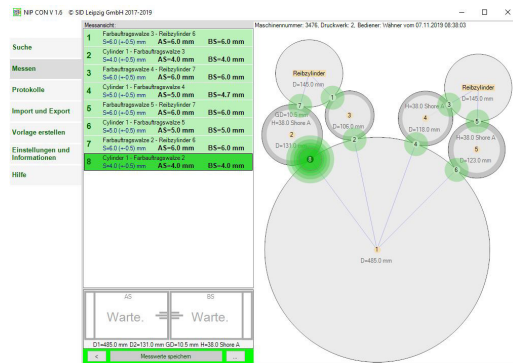 NIP CON V 1.6 © SID Leipzig GmbH 2017-2019
Suche
Messen
Protokolle
Import und Export
Vorlage erstellen
Einstellungen und
Informationen
Hilfe
Messansicht:
1 Farbauftragswalze 3 - Reibzylinder 6
S=6.0 (+-0.5) mm AS=6.0 mm BS=6.0 mm
2 Cylinder 1 - Farbauftragswalze 3
S=4.0 (+-0.5) mm AS=4.0 mm BS=4.0 mm
3 Farbauftragswalze 4 - Reibzylinder 7
S=6.0 (+-0.5) mm AS=6.0 mm BS=6.0 mm
4 Cylinder 1 - Farbauftragswalze 4
S=5.0 (+-0.5) mm AS=5.0 mm BS=4.7 mm
5 Farbauftragswalze 5 - Reibzylinder 7
S=6.0 (+-0.5) mm AS=6.0 mm BS=6.0 mm
6 Cylinder 1 - Farbauftragswalze 5
S=5.0 (+-0.5) mm AS=5.0 mm BS=5.0 mm
7 Farbauftragswalze 2 - Reibzylinder 6
S=6.0 (+-0.5) mm AS=6.0 mm BS=6.0 mm
8 Cylinder 1 - Farbauftragswalze 2
S=4.0 (+-0.5) mm AS=4.0 mm BS=4.0 mm
AS BS
Warte. Warte.
D1=485.0 mm D2=131.0 mm GD=10.5 mm H=38.0 Shore A
< Messwerte speichern ...
Maschinennummer: 3476, Druckwerk: 2, Bediener: Währer vom 07.11.2019 08:38:03
Reibzylinder
D=145.0 mm
Reibzylinder
D=145.0 mm
7
1
3
5
H=38.0 Shore A
2
D=131.0 mm
3
D=106.0 mm
H=38.0 Shore A
4
D=118.0 mm
H=38.0 Shore A
5
D=123.0 mm
2
4
6
8
1
D=485.0 mm